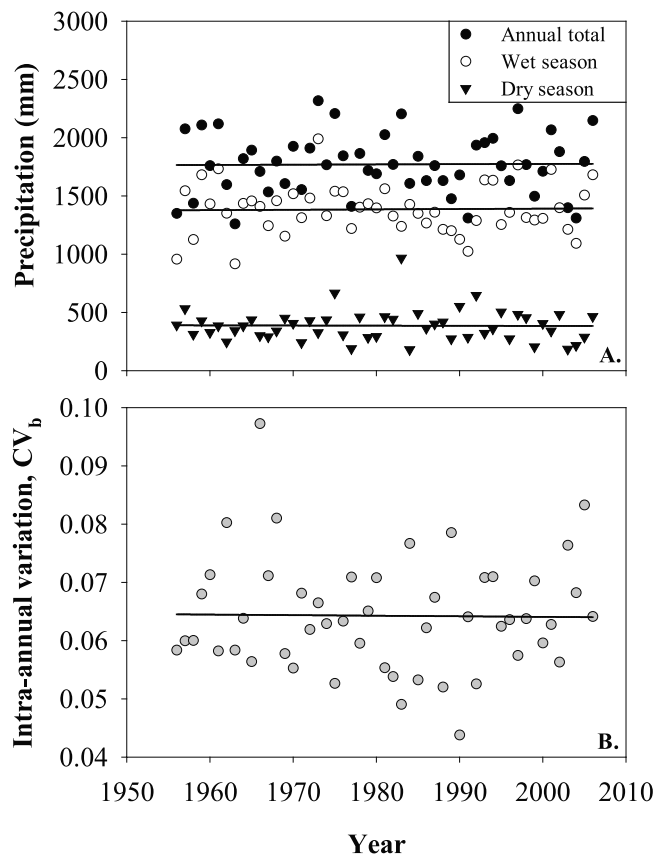 3000
2500
2000
1500
1000
500
0
Precipitation (mm)
Annual total
Wet season
Dry season
A.
0.10
0.09
0.08
0.07
0.06
0.05
0.04
Intra-annual variation, CVb
B.
1950 1960 1970 1980 1990 2000 2010
Year